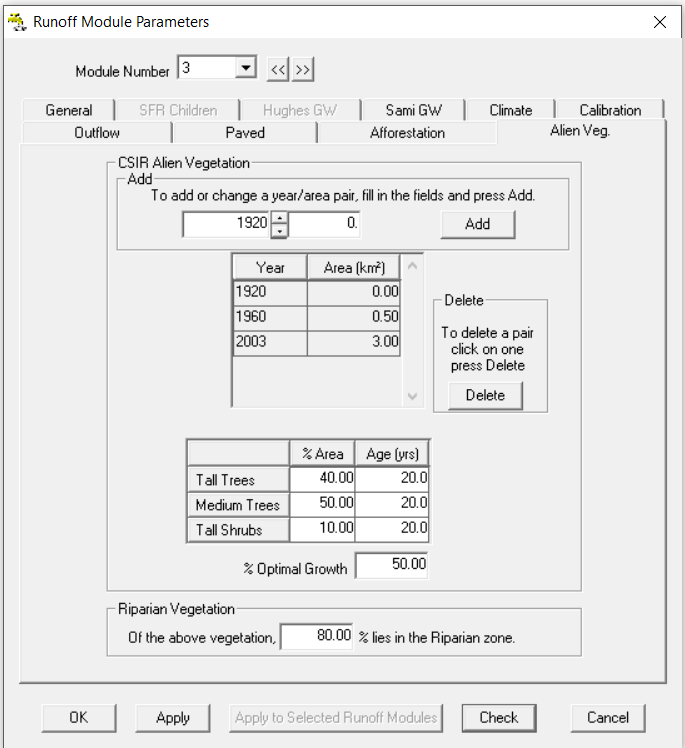 Runoff Module Parameters
Module Number 3 << >>
General SFR Children Hughes GW Sami GW Climate Calibration
Outflow Paved Afforestation Alien Veg.
CSIR Alien Vegetation
Add
To add or change a year/area pair, fill in the fields and press Add.
1920 0. Add
Year Area (km²)
1920 0.00
1960 0.50
2003 3.00
Delete
To delete a pair
click on one
press Delete
Delete
% Area Age (yrs)
Tall Trees 40.00 20.0
Medium Trees 50.00 20.0
Tall Shrubs 10.00 20.0
% Optimal Growth 50.00
Riparian Vegetation
Of the above vegetation, 80.00 % lies in the Riparian zone.
OK Apply Apply to Selected Runoff Modules Check Cancel